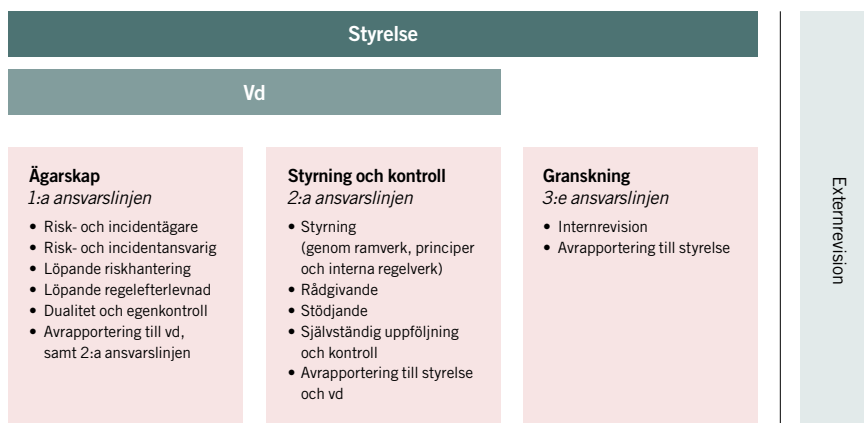 Styrelse
Vd
Ägarskap
1:a ansvarslinjen
• Risk- och incidentägare
• Risk- och incidentansvarig
• Löpande riskhantering
• Löpande regelefterlevnad
• Dualitet och egenkontroll
• Avrapportering till vd,
samt 2:a ansvarslinjen
Styrning och kontroll
2:a ansvarslinjen
• Styrning
(genom ramverk, principer
och interna regelverk)
• Rådgivande
• Stödjande
• Självständig uppföljning
och kontroll
• Avrapportering till styrelse
och vd
Granskning
3:e ansvarslinjen
• Internrevision
• Avrapportering till styrelse
Externrevision